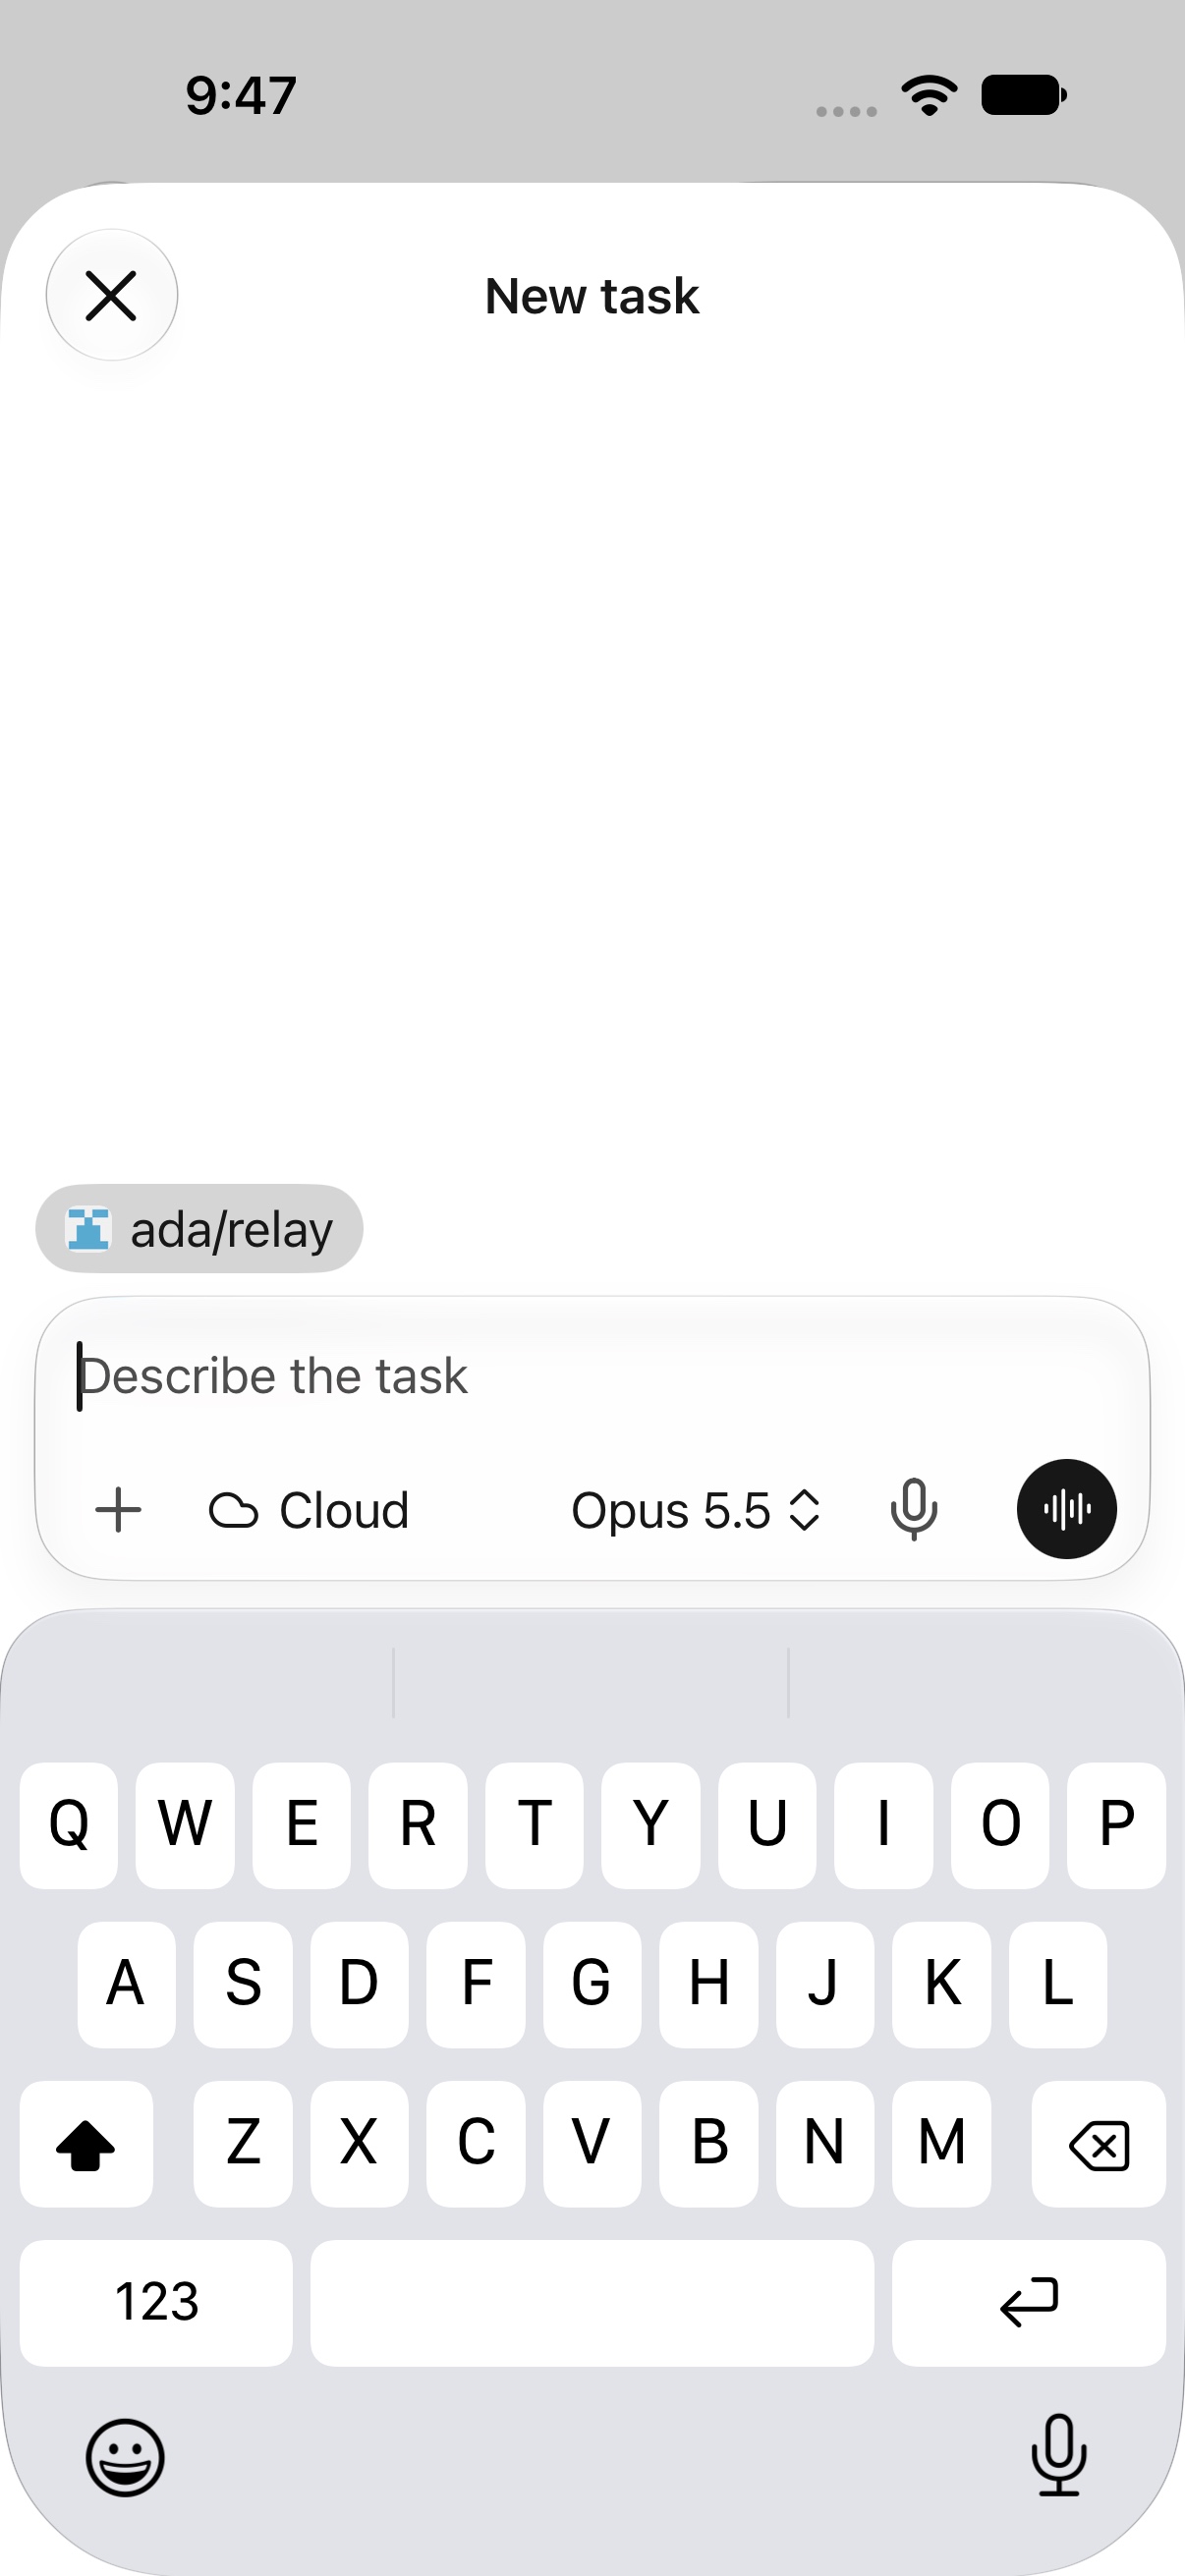 9:47
New task
ada/relay
Describe the task
Cloud
Opus 5.5
Q W E R T Y U I O P
A S D F G H J K L
Z X C V B N M
123